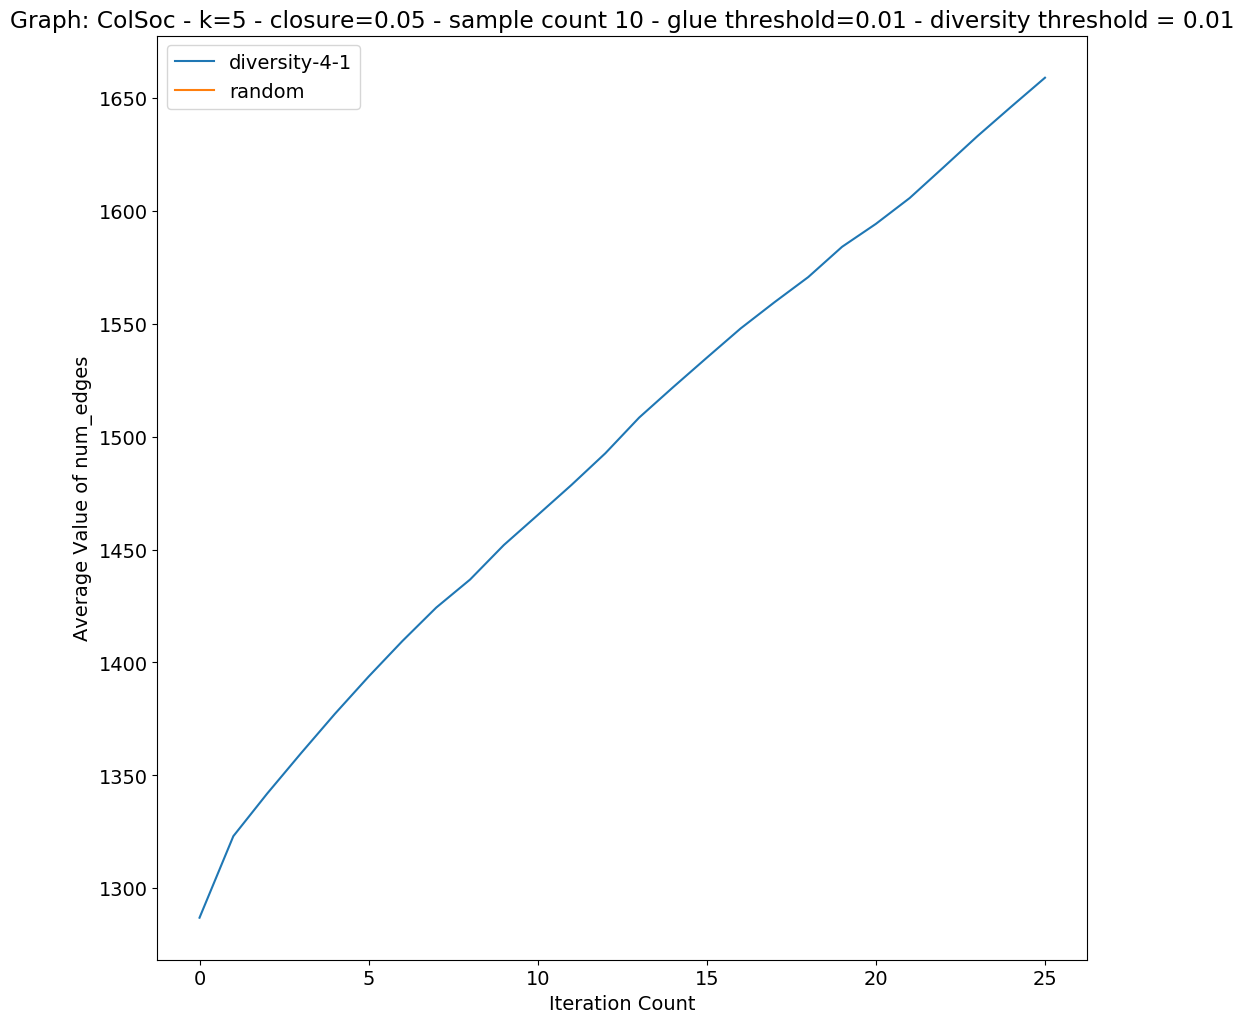 Graph: ColSoc - k=5 - closure=0.05 - sample count 10 - glue threshold=0.01 - diversity threshold = 0.01
diversity-4-1
random
1650
1600
1550
1500
1450
1400
1350
1300
Average Value of num_edges
0 5 10 15 20 25
Iteration Count